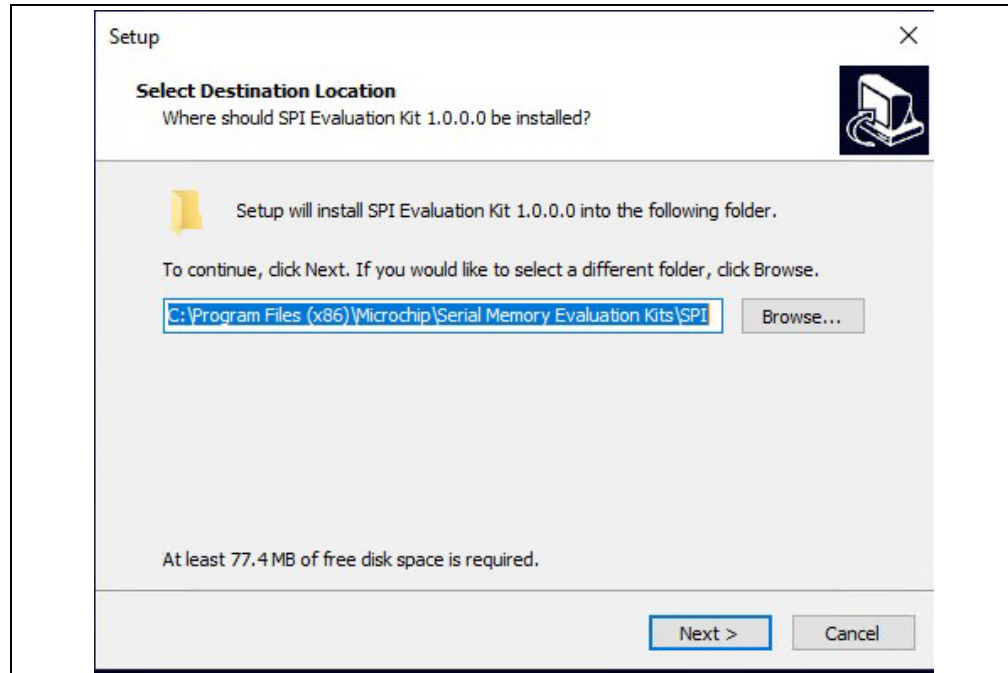 Setup
Select Destination Location
Where should SPI Evaluation Kit 1.0.0.0 be installed?
Setup will install SPI Evaluation Kit 1.0.0.0 into the following folder.
To continue, click Next. If you would like to select a different folder, click Browse.
C:\Program Files (x86)\Microchip\Serial Memory Evaluation Kits\SPI
Browse...
At least 77.4 MB of free disk space is required.
Next >
Cancel